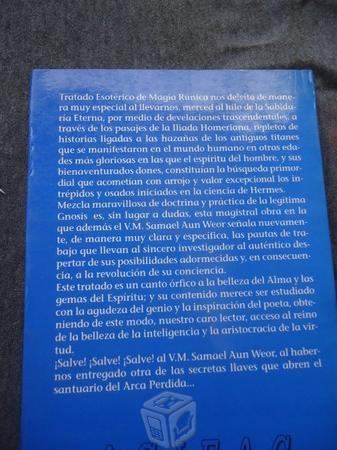 Tratado Esotérico de Magia Rúnica nos deleita de mane-
ra muy especial al llevarnos, merced al hilo de la Sabidu-
ría Eterna, por medio de develaciones trascendentales, a
través de los pasajes de la Iliada Homeriana, repletos de
historias ligadas a las hazañas de los antiguos titanes
que se manifestaron en el mundo humano en otras eda-
des más gloriosas en las que el espíritu del hombre, y sus
bienaventurados dones, constituían la búsqueda primor-
dial que acometían con arrojo y valor excepcional los in-
trépidos y osados iniciados en la ciencia de Hermes.
Mezcla maravillosa de doctrina y práctica de la legítima
Gnosis es, sin lugar a dudas, esta magistral obra en la
que además el V.M. Samael Aun Weor señala nuevamen-
te, de manera muy clara y específica, las pautas de tra-
bajo que llevan al sincero investigador al auténtico des-
pertar de sus posibilidades adormecidas y, en consecuen-
cia, a la revolución de su conciencia.
Este tratado es un canto órfico a la belleza del Alma y las
gemas del Espíritu; y su contenido merece ser estudiado
con la agudeza del genio y la inspiración del poeta, obte-
niendo de este modo, nuestro caro lector, acceso al reino
de la belleza de la inteligencia y la aristocracia de la vir-
tud.
¡Salve! ¡Salve! ¡Salve! al V.M. Samael Aun Weor, al haber-
nos entregado otra de las secretas llaves que abren el
santuario del Arca Perdida...